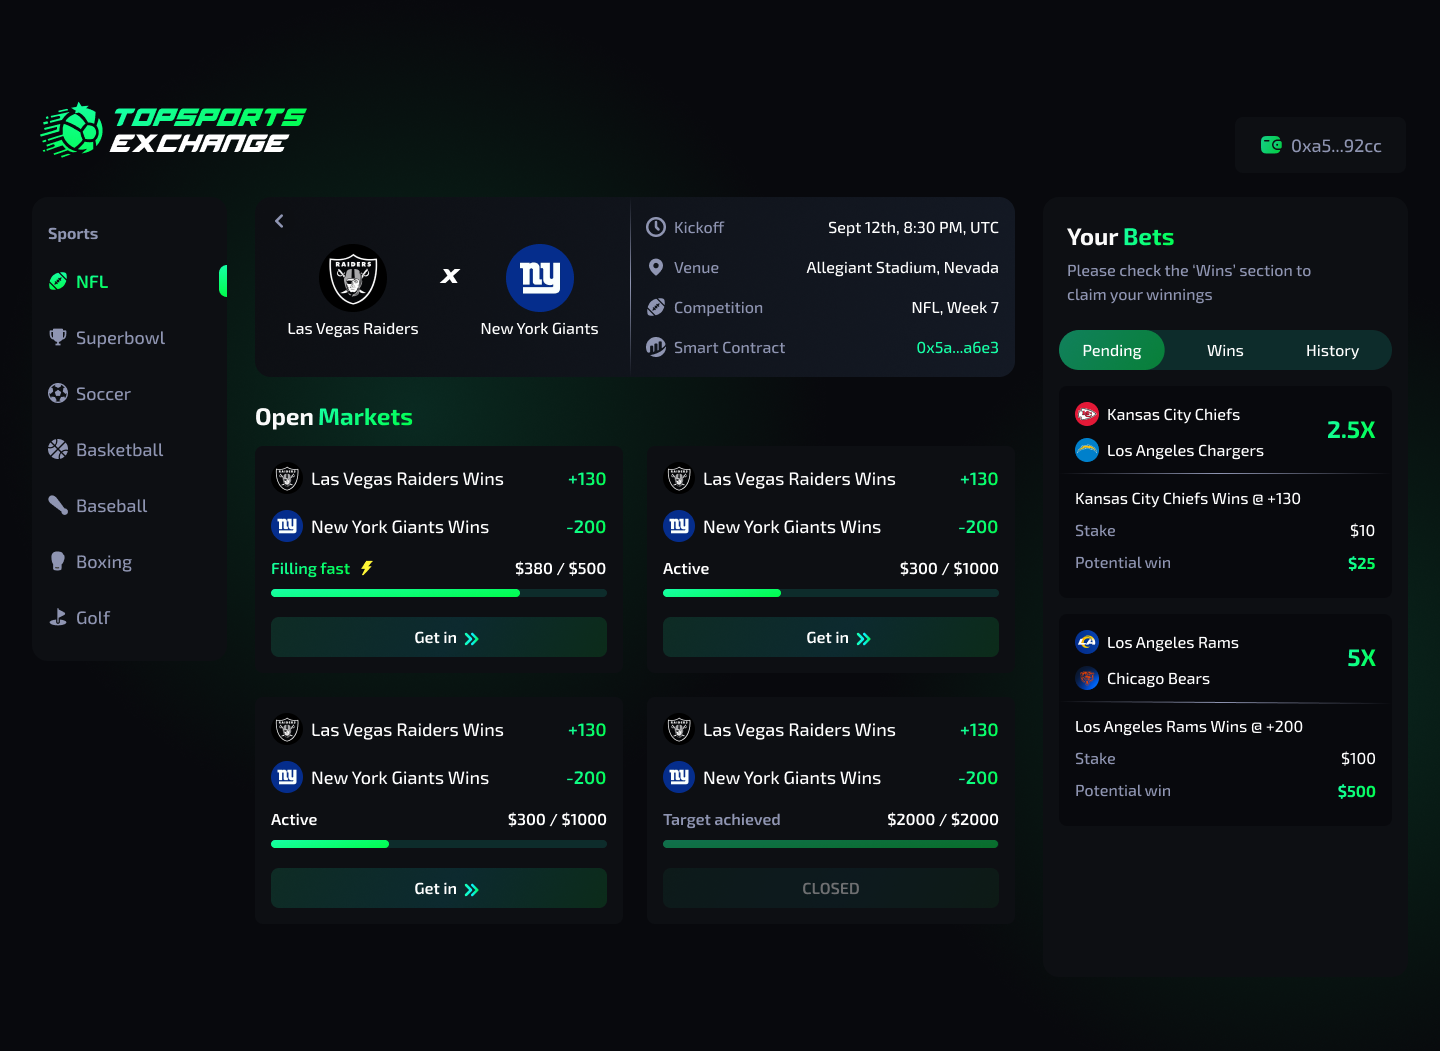 TOPSPORTS
EXCHANGE
0xa5...92cc
Sports
NFL
Superbowl
Soccer
Basketball
Baseball
Boxing
Golf
RAIDERS
Las Vegas Raiders
X
ny
New York Giants
Kickoff
Sept 12th, 8:30 PM, UTC
Venue
Allegiant Stadium, Nevada
Competition
NFL, Week 7
Smart Contract
0x5a...a6e3
Open Markets
Las Vegas Raiders Wins +130
ny New York Giants Wins -200
Filling fast $380 / $500
Get in
Las Vegas Raiders Wins +130
ny New York Giants Wins -200
Active $300 / $1000
Get in
Las Vegas Raiders Wins +130
ny New York Giants Wins -200
Active $300 / $1000
Get in
Las Vegas Raiders Wins +130
ny New York Giants Wins -200
Target achieved $2000 / $2000
CLOSED
Your Bets
Please check the ‘Wins’ section to
claim your winnings
Pending Wins History
Kansas City Chiefs
2.5X
Los Angeles Chargers
Kansas City Chiefs Wins @ +130
Stake $10
Potential win $25
Los Angeles Rams
5X
Chicago Bears
Los Angeles Rams Wins @ +200
Stake $100
Potential win $500